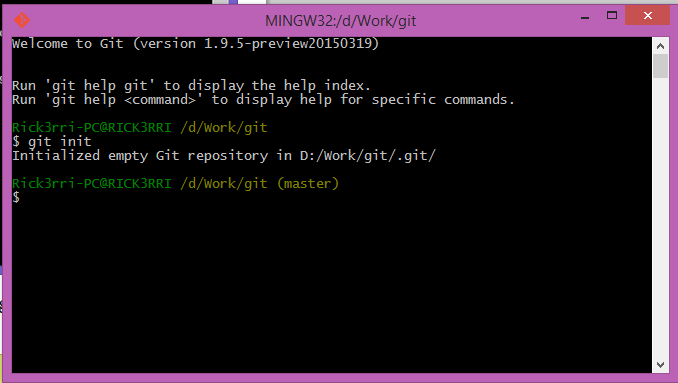 MINGW32:/d/Work/git
Welcome to Git (version 1.9.5-preview20150319)
Run 'git help git' to display the help index.
Run 'git help <command>' to display help for specific commands.
Rick3rri-PC@RICK3RRI /d/Work/git
$ git init
Initialized empty Git repository in D:/Work/git/.git/
Rick3rri-PC@RICK3RRI /d/Work/git (master)
$